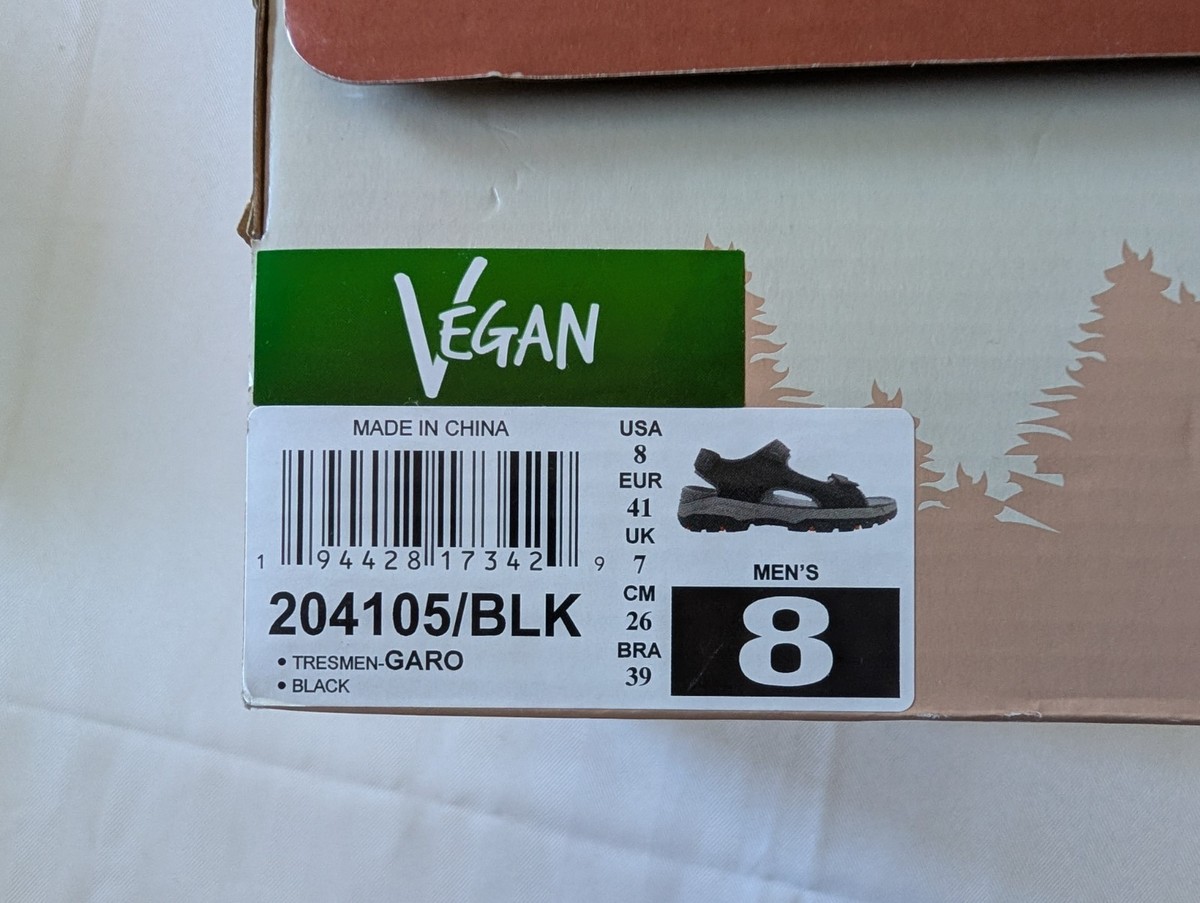 VEGAN
MADE IN CHINA
1 94428 17342 9
204105/BLK
• TRESMEN-GARO
• BLACK
USA
8
EUR
41
UK
7
CM
26
BRA
39
MEN'S
8